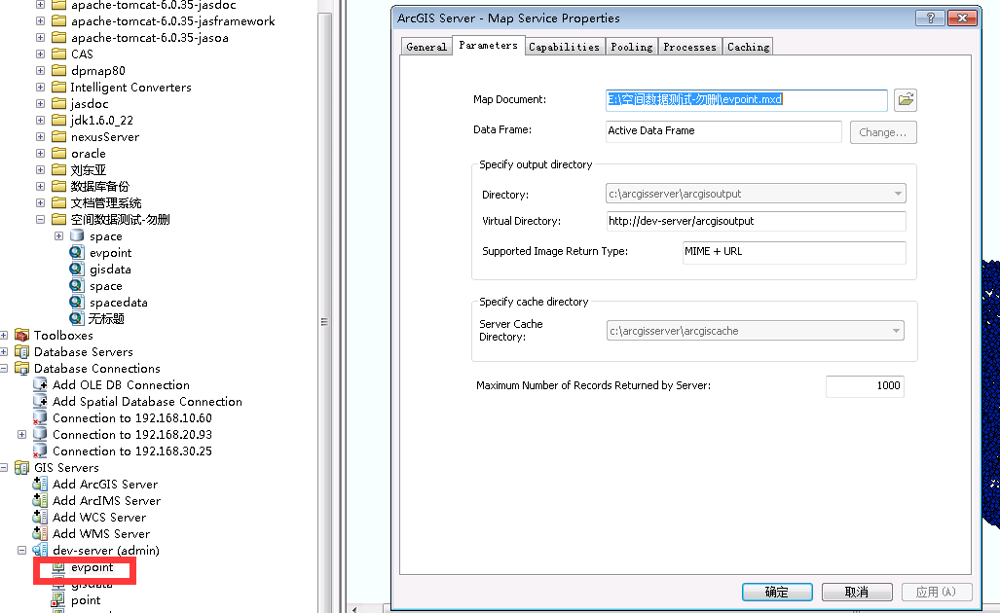 apache-tomcat-6.0.35-jasdoc
apache-tomcat-6.0.35-jasframework
apache-tomcat-6.0.35-jasoa
CAS
dpmap80
Intelligent Converters
jasdoc
jdk1.6.0_22
nexusServer
oracle
刘东亚
数据库备份
文档管理系统
空间数据测试-勿删
space
evpoint
gisdata
space
spacedata
无标题
Toolboxes
Database Servers
Database Connections
Add OLE DB Connection
Add Spatial Database Connection
Connection to 192.168.10.60
Connection to 192.168.20.93
Connection to 192.168.30.25
GIS Servers
Add ArcGIS Server
Add ArcIMS Server
Add WCS Server
Add WMS Server
dev-server (admin)
evpoint
gisdata
point
ArcGIS Server - Map Service Properties
General Parameters Capabilities Pooling Processes Caching
Map Document: E:\空间数据测试-勿删\evpoint.mxd
Data Frame: Active Data Frame Change...
Specify output directory
Directory: c:\arcgisserver\arcgisoutput
Virtual Directory: http://dev-server/arcgisoutput
Supported Image Return Type: MIME + URL
Specify cache directory
Server Cache
Directory: c:\arcgisserver\arcgiscache
Maximum Number of Records Returned by Server: 1000
确定 取消 应用(A)